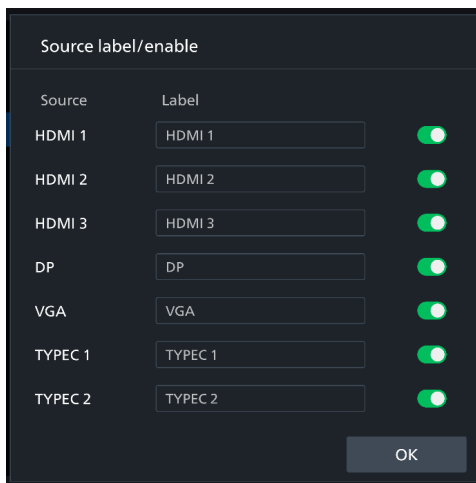 Source label/enable
Source Label
HDMI 1 HDMI 1
HDMI 2 HDMI 2
HDMI 3 HDMI 3
DP DP
VGA VGA
TYPEC 1 TYPEC 1
TYPEC 2 TYPEC 2
OK